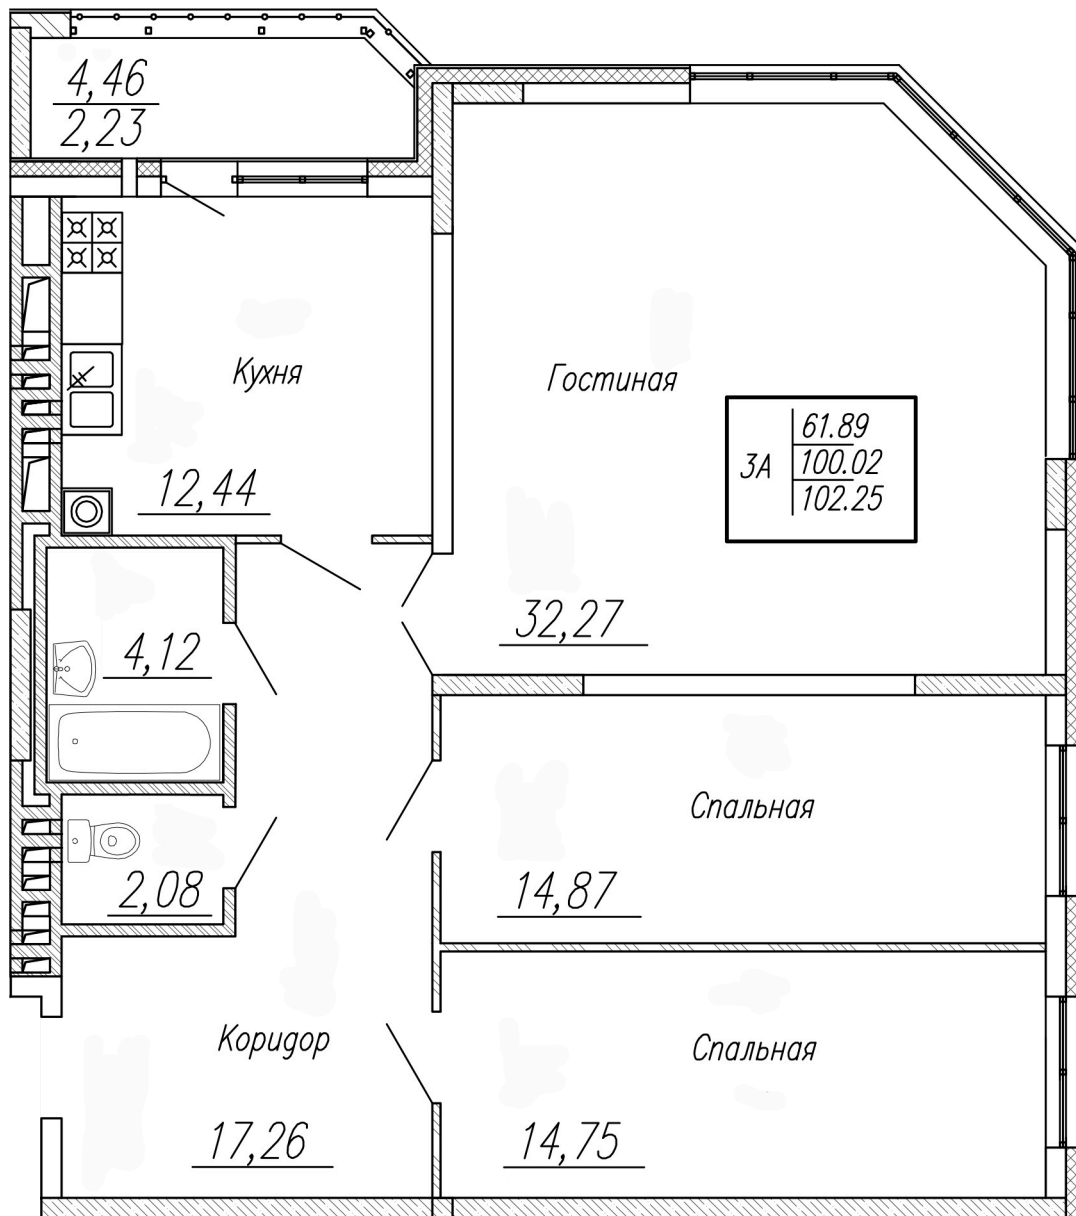 4,46
2,23
Кухня
12,44
Гостиная
3А
61.89
100.02
102.25
32,27
4,12
2,08
Спальная
14,87
Коридор
17,26
Спальная
14,75